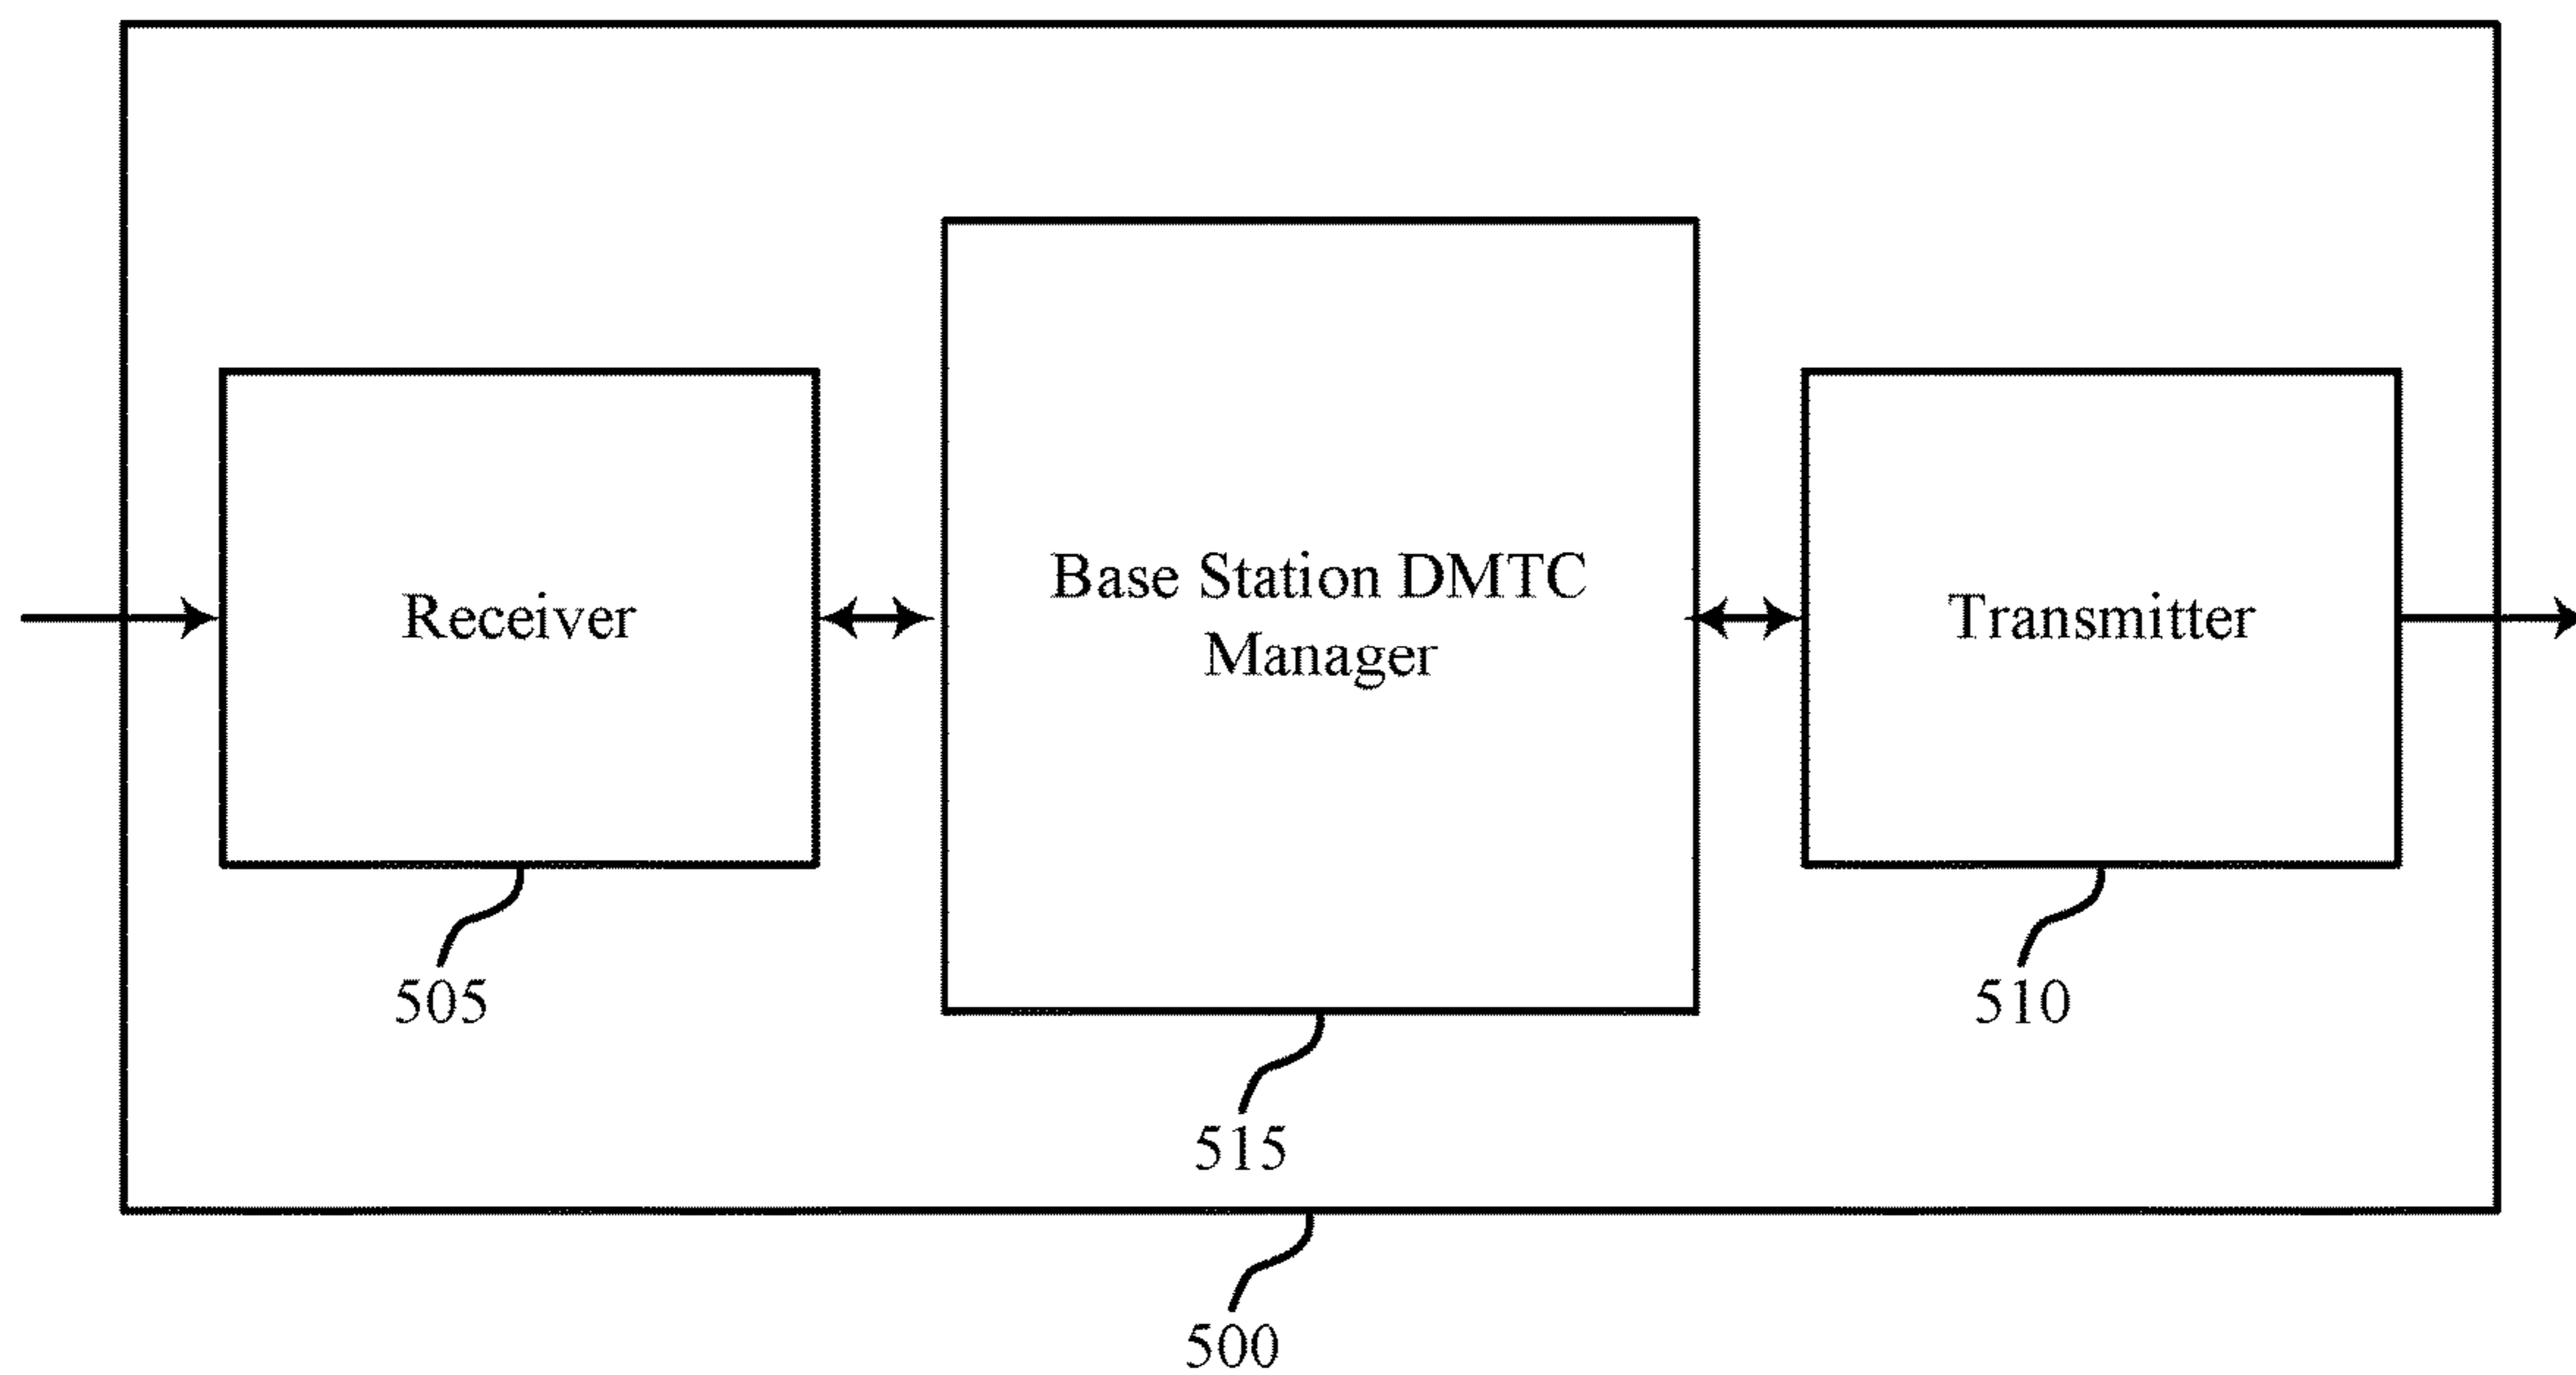 Receiver
Base Station DMTC
Manager
Transmitter
505
510
515
500